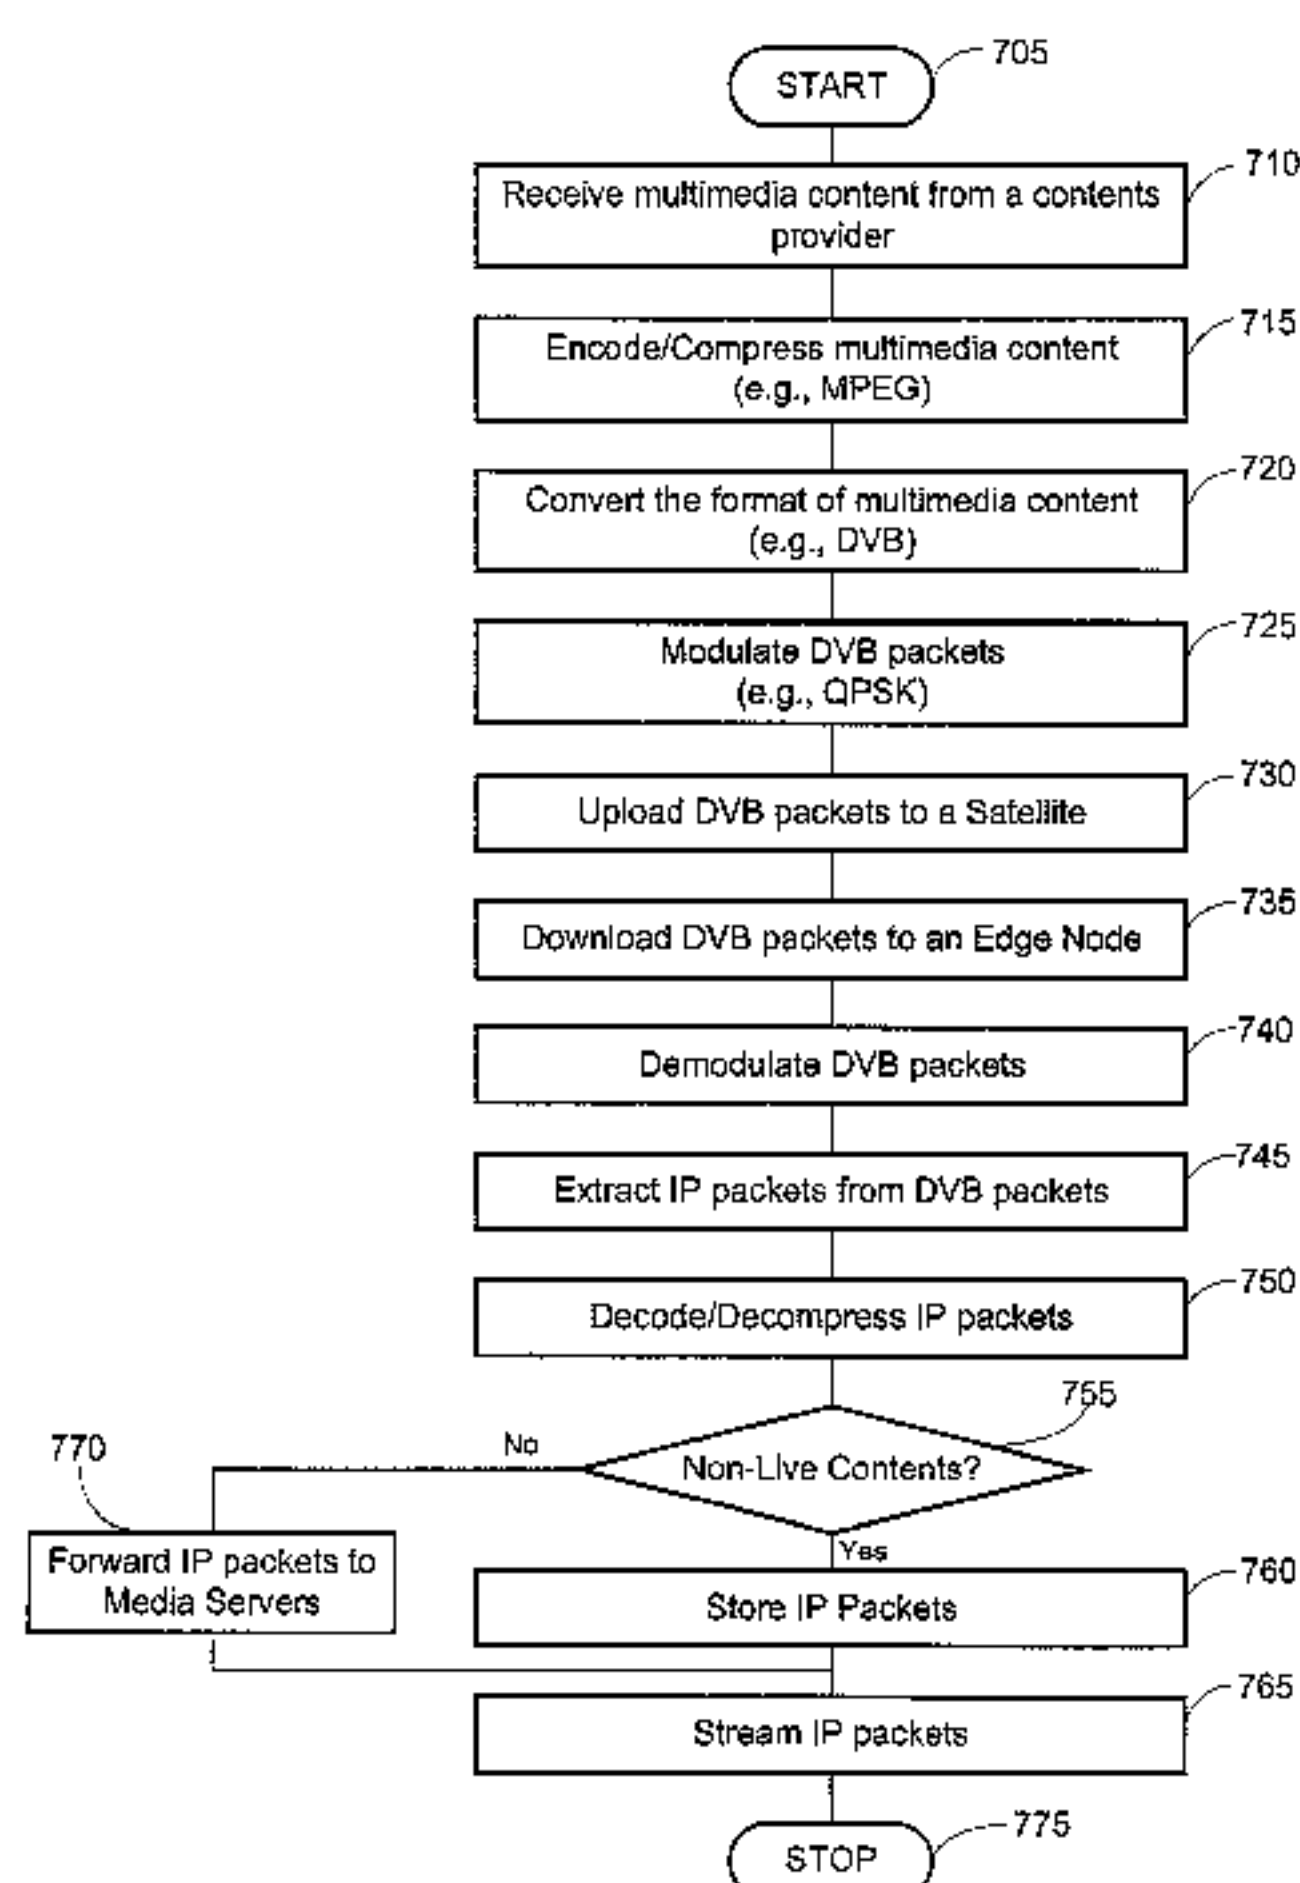 START
705
710
Receive multimedia content from a contents
provider
715
Encode/Compress multimedia content
(e.g., MPEG)
720
Convert the format of multimedia content
(e.g., DVB)
725
Modulate DVB packets
(e.g., QPSK)
730
Upload DVB packets to a Satellite
735
Download DVB packets to an Edge Node
740
Demodulate DVB packets
745
Extract IP packets from DVB packets
750
Decode/Decompress IP packets
755
Non-Live Contents?
No
770
Forward IP packets to
Media Servers
Yes
760
Store IP Packets
765
Stream IP packets
775
STOP